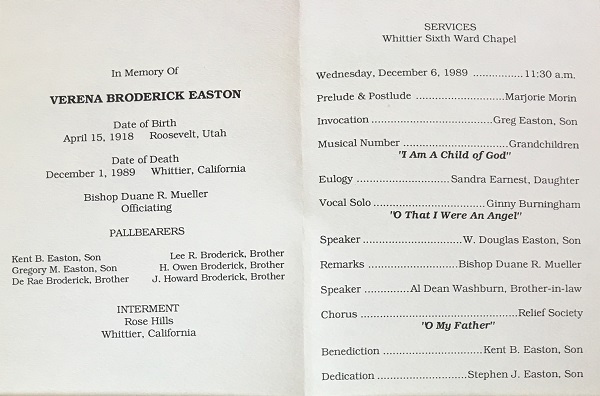 In Memory Of
VERENA BRODERICK EASTON
Date of Birth
April 15, 1918 Roosevelt, Utah
Date of Death
December 1, 1989 Whittier, California
Bishop Duane R. Mueller
Officiating
PALLBEARERS
Kent B. Easton, Son Lee R. Broderick, Brother
Gregory M. Easton, Son H. Owen Broderick, Brother
De Rae Broderick, Brother J. Howard Broderick, Brother
INTERMENT
Rose Hills
Whittier, California
SERVICES
Whittier Sixth Ward Chapel
Wednesday, December 6, 1989 ................ 11:30 a.m.
Prelude & Postlude ........................ Marjorie Morin
Invocation ................................. Greg Easton, Son
Musical Number ............................ Grandchildren
"I Am A Child of God"
Eulogy ...................... Sandra Earnest, Daughter
Vocal Solo ........................... Ginny Burningham
"O That I Were An Angel"
Speaker ........................ W. Douglas Easton, Son
Remarks ...................... Bishop Duane R. Mueller
Speaker ........... Al Dean Washburn, Brother-in-law
Chorus ...................................... Relief Society
"O My Father"
Benediction ........................ Kent B. Easton, Son
Dedication ...................... Stephen J. Easton, Son